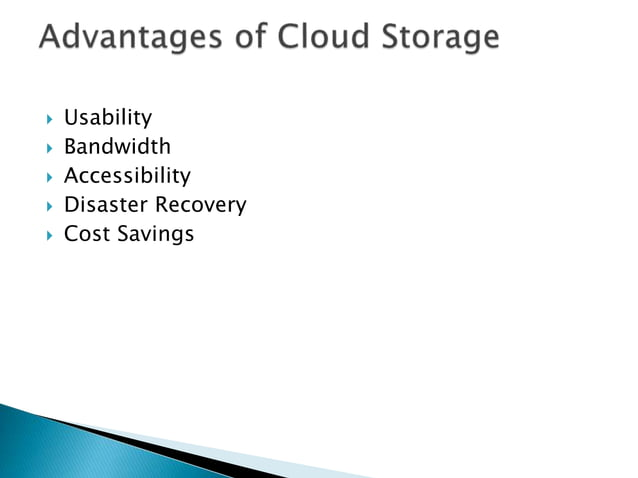 Advantages of Cloud Storage
Usability
Bandwidth
Accessibility
Disaster Recovery
Cost Savings